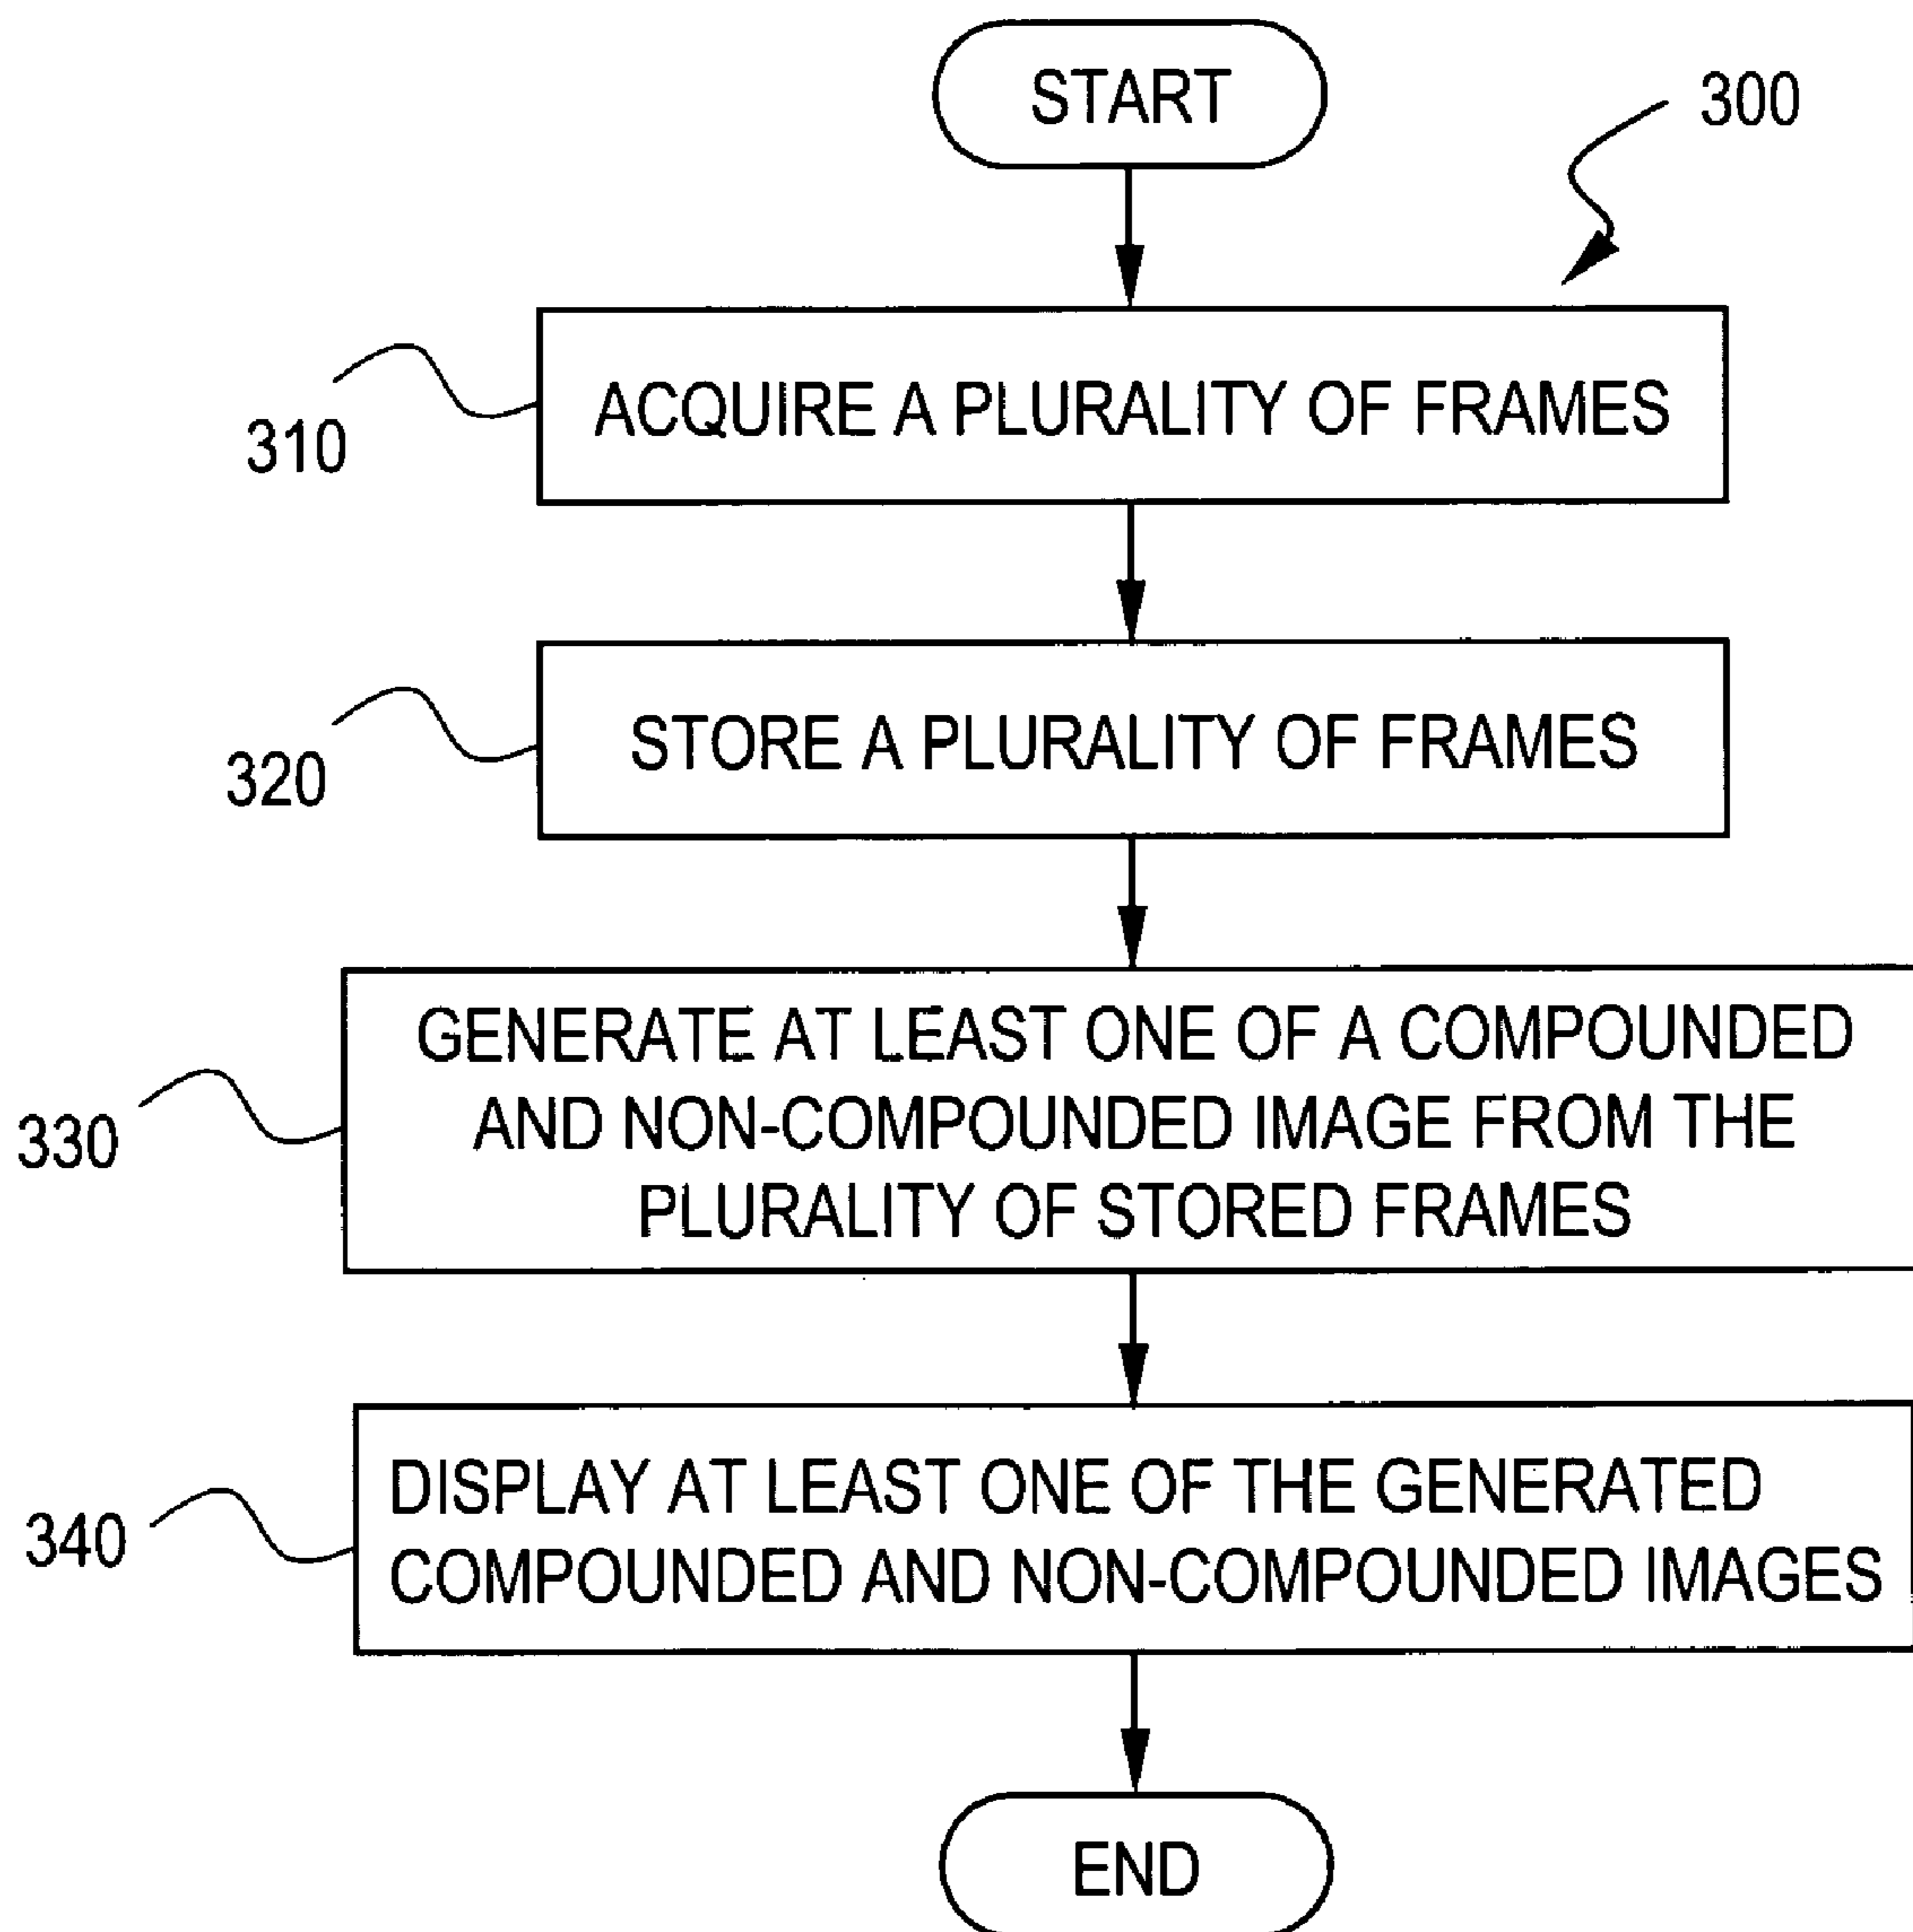 START
300
ACQUIRE A PLURALITY OF FRAMES
310
STORE A PLURALITY OF FRAMES
320
GENERATE AT LEAST ONE OF A COMPOUNDED
AND NON-COMPOUNDED IMAGE FROM THE
PLURALITY OF STORED FRAMES
330
DISPLAY AT LEAST ONE OF THE GENERATED
COMPOUNDED AND NON-COMPOUNDED IMAGES
340
END